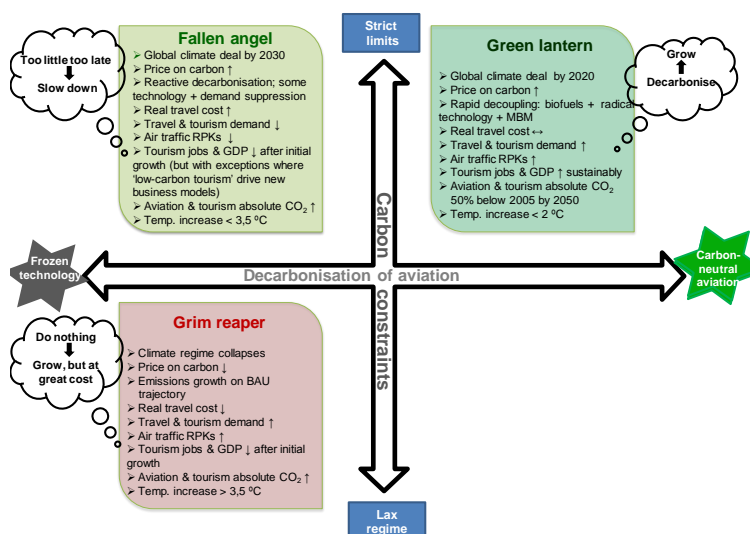 Strict
limits
Too little too late
Slow down
Fallen angel
➢ Global climate deal by 2030
➢ Price on carbon ↑
➢ Reactive decarbonisation; some
technology + demand suppression
➢ Real travel cost ↑
➢ Travel & tourism demand ↓
➢ Air traffic RPKs ↓
➢ Tourism jobs & GDP ↓ after initial
growth (but with exceptions where
‘low-carbon tourism’ drive new
business models)
➢ Aviation & tourism absolute CO₂ ↑
➢ Temp. increase < 3,5 ºC
Green lantern
➢ Global climate deal by 2020
➢ Price on carbon ↑
➢ Rapid decoupling: biofuels + radical
technology + MBM
➢ Real travel cost ↔
➢ Travel & tourism demand ↑
➢ Air traffic RPKs ↑
➢ Tourism jobs & GDP ↑ sustainably
➢ Aviation & tourism absolute CO₂
50% below 2005 by 2050
➢ Temp. increase < 2 ºC
Grow
Decarbonise
Frozen
technology
Decarbonisation of aviation
Carbon constraints
Carbon-
neutral
aviation
Do nothing
Grow, but at
great cost
Grim reaper
➢ Climate regime collapses
➢ Price on carbon ↓
➢ Emissions growth on BAU
trajectory
➢ Real travel cost ↓
➢ Travel & tourism demand ↑
➢ Air traffic RPKs ↑
➢ Tourism jobs & GDP ↓ after initial
growth
➢ Aviation & tourism absolute CO₂ ↑
➢ Temp. increase > 3,5 ºC
Lax
regime